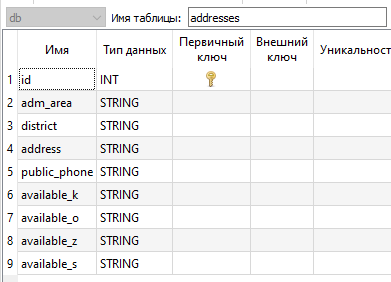 db Имя таблицы: addresses
Имя Тип данных Первичный ключ Внешний ключ Уникальност
1 id INT
2 adm_area STRING
3 district STRING
4 address STRING
5 public_phone STRING
6 available_k STRING
7 available_o STRING
8 available_z STRING
9 available_s STRING